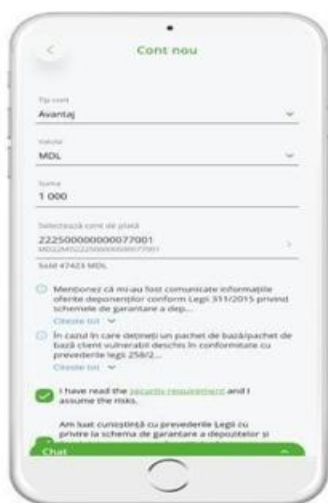 Cont nou
Tip cont
Avantaj
Valuta
MDL
Suma
1 000
Selectează cont de plată
222500000000077001
Sold 47423 MDL
Menționez că mi-au fost comunicate informațiile
oferite deponenților conform Legii 311/2015 privind
schemele de garantare a dep...
Citește tot
În cazul în care dețineți un pachet de bază/pachet de
bază client vulnerabil deschis în conformitate cu
prevederile legii 258/2...
Citește tot
I have read the security requirement and I
assume the risks.
Am luat cunoștință cu prevederile Legii cu
privire la schema de garantare a depozitelor și
Chat